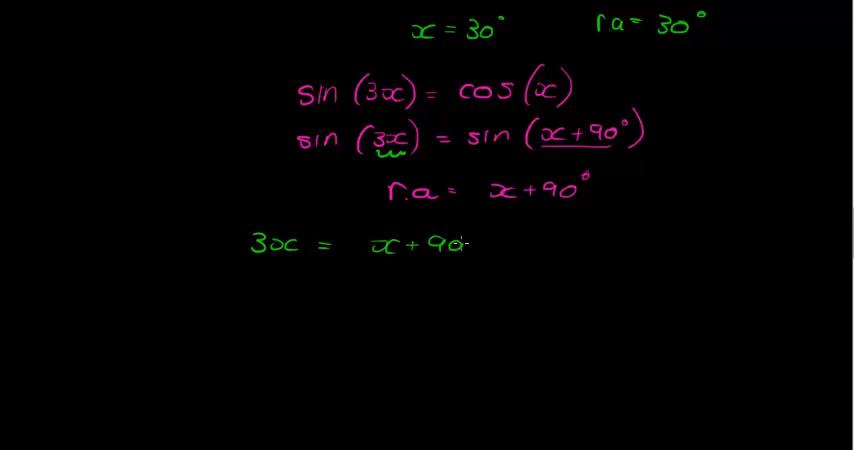 x = 30° r.a = 30°
sin (3x) = cos (x)
sin (3x) = sin (x + 90°)
r.a = x + 90°
3x = x + 90